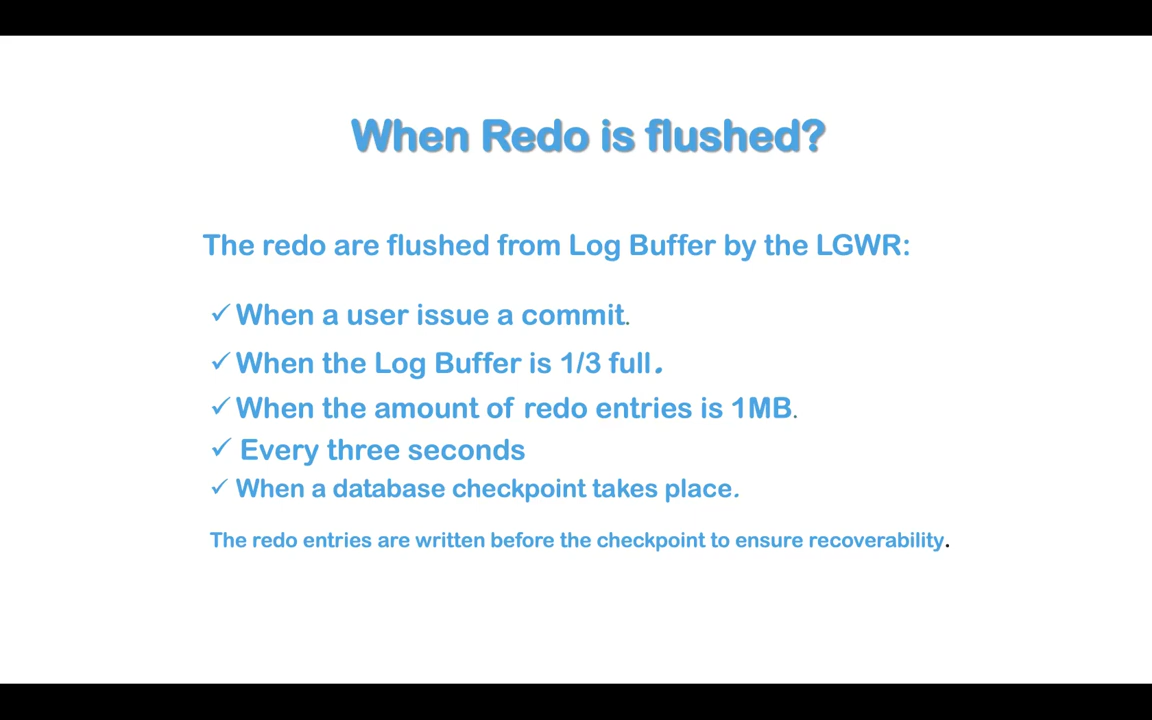 When Redo is flushed?
The redo are flushed from Log Buffer by the LGWR:
✓ When a user issue a commit.
✓ When the Log Buffer is 1/3 full.
✓ When the amount of redo entries is 1MB.
✓ Every three seconds
✓ When a database checkpoint takes place.
The redo entries are written before the checkpoint to ensure recoverability.